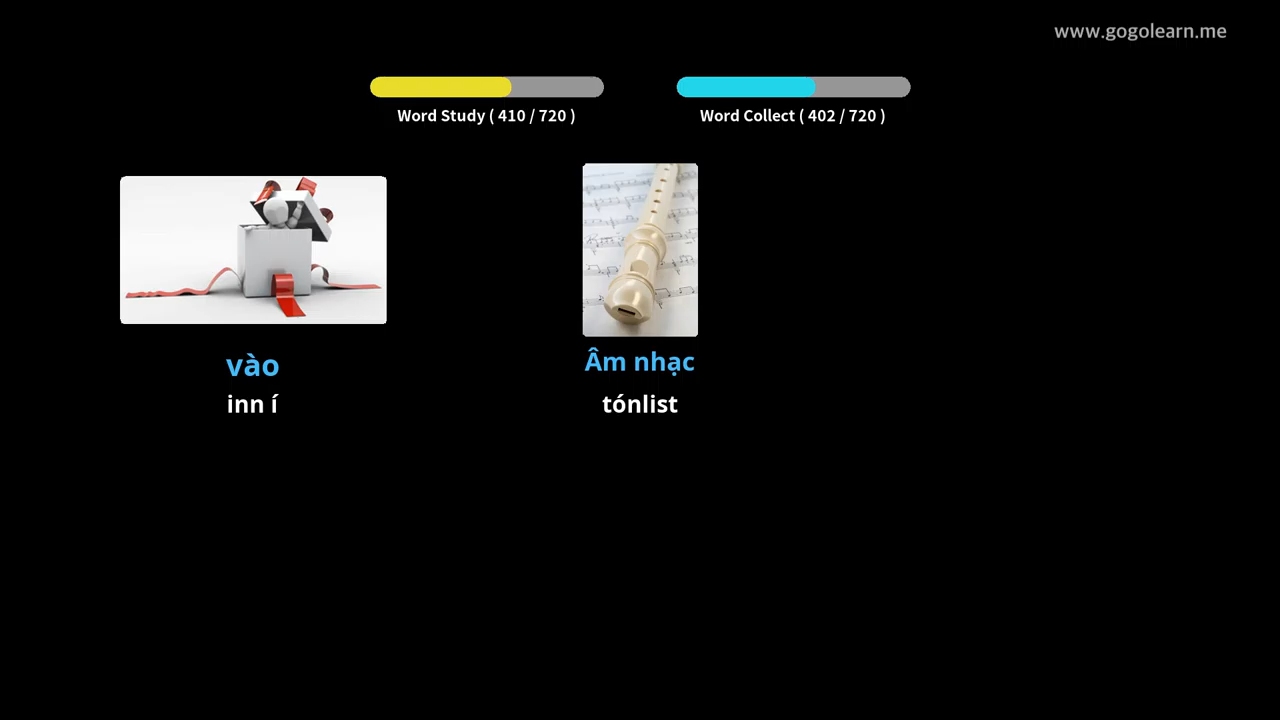 www.gogolearn.me
Word Study ( 410 / 720 )
Word Collect ( 402 / 720 )
vào
inn í
Âm nhạc
tónlist